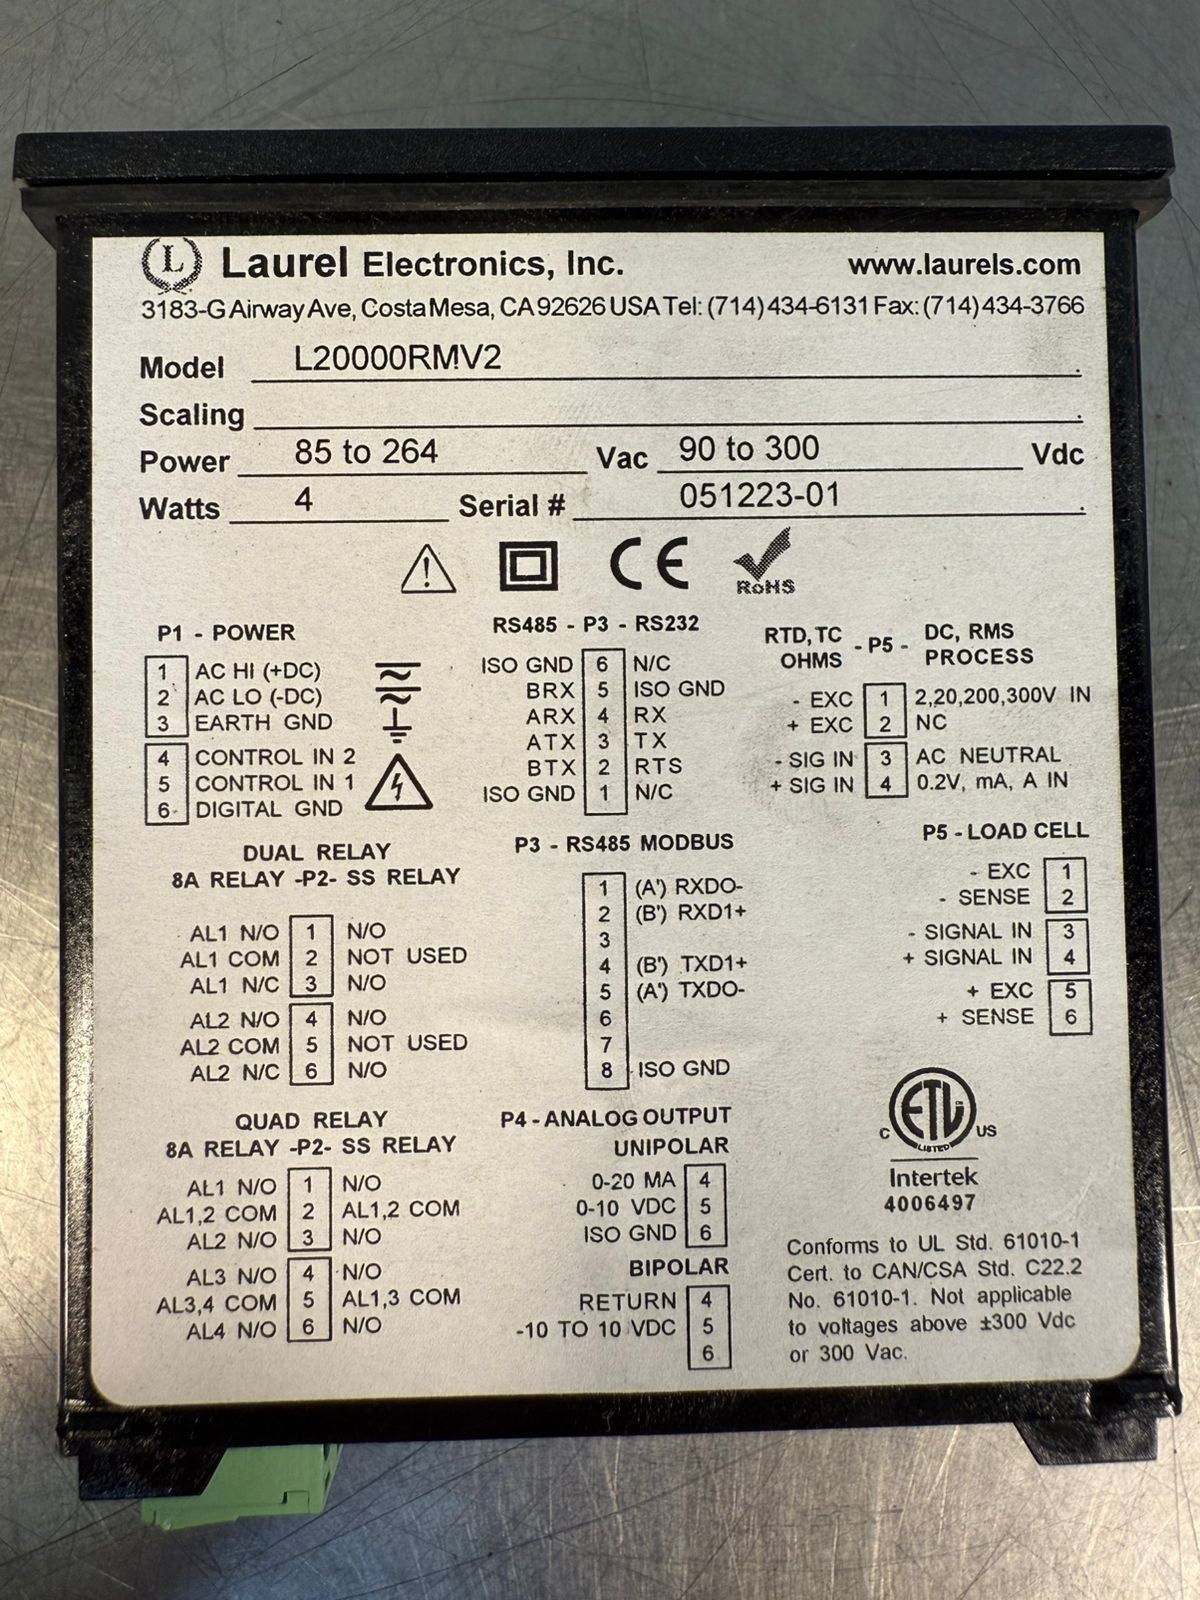 L Laurel Electronics, Inc. www.laurels.com
3183-G Airway Ave, Costa Mesa, CA 92626 USA Tel: (714) 434-6131 Fax: (714) 434-3766
Model L20000RMV2
Scaling
Power 85 to 264 Vac 90 to 300 Vdc
Watts 4 Serial # 051223-01
CE RoHS
P1 - POWER
1 AC HI (+DC)
2 AC LO (-DC)
3 EARTH GND
4 CONTROL IN 2
5 CONTROL IN 1
6 DIGITAL GND
DUAL RELAY
8A RELAY -P2- SS RELAY
AL1 N/O 1 N/O
AL1 COM 2 NOT USED
AL1 N/C 3 N/O
AL2 N/O 4 N/O
AL2 COM 5 NOT USED
AL2 N/C 6 N/O
QUAD RELAY
8A RELAY -P2- SS RELAY
AL1 N/O 1 N/O
AL1,2 COM 2 AL1,2 COM
AL2 N/O 3 N/O
AL3 N/O 4 N/O
AL3,4 COM 5 AL1,3 COM
AL4 N/O 6 N/O
RS485 - P3 - RS232
ISO GND 6 N/C
BRX 5 ISO GND
ARX 4 RX
ATX 3 TX
BTX 2 RTS
ISO GND 1 N/C
P3 - RS485 MODBUS
1 (A') RXDO-
2 (B') RXD1+
3
4 (B') TXD1+
5 (A') TXDO-
6
7
8 ISO GND
P4 - ANALOG OUTPUT
UNIPOLAR
0-20 MA 4
0-10 VDC 5
ISO GND 6
BIPOLAR
RETURN 4
-10 TO 10 VDC 5
6
RTD, TC - P5 - DC, RMS
OHMS PROCESS
- EXC 1 2,20,200,300V IN
+ EXC 2 NC
- SIG IN 3 AC NEUTRAL
+ SIG IN 4 0.2V, mA, A IN
P5 - LOAD CELL
- EXC 1
- SENSE 2
- SIGNAL IN 3
+ SIGNAL IN 4
+ EXC 5
+ SENSE 6
ETL
C LISTED US
Intertek
4006497
Conforms to UL Std. 61010-1
Cert. to CAN/CSA Std. C22.2
No. 61010-1. Not applicable
to voltages above ±300 Vdc
or 300 Vac.